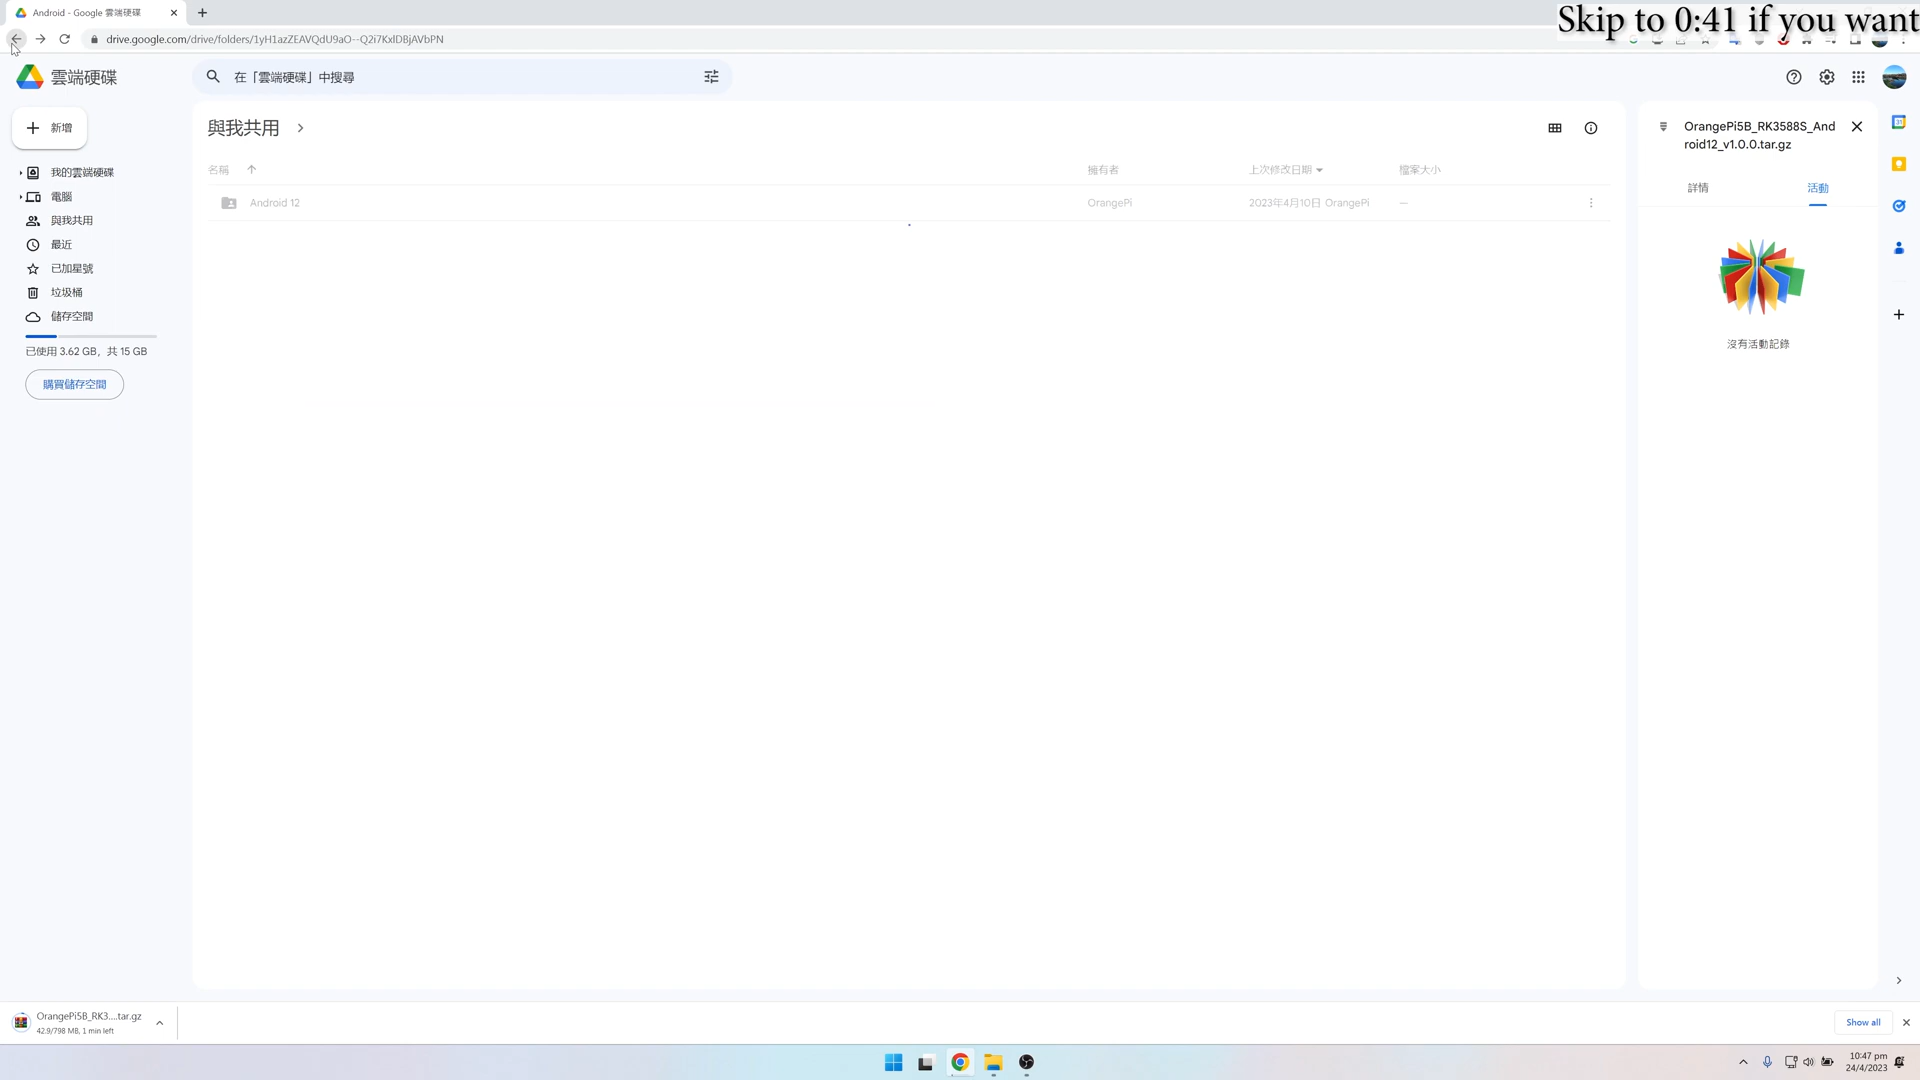 Android - Google 雲端硬碟
Skip to 0:41 if you want
drive.google.com/drive/folders/1yH1azZEAVQdU9aO--Q2i7KxIDBjAVbPN
雲端硬碟
在「雲端硬碟」中搜尋
新增
與我共用
OrangePi5B_RK3588S_And
roid12_v1.0.0.tar.gz
名稱
擁有者
上次修改日期
檔案大小
詳情
活動
Android 12
OrangePi
2023年4月10日 OrangePi
—
我的雲端硬碟
電腦
與我共用
最近
已加星號
垃圾桶
儲存空間
已使用 3.62 GB，共 15 GB
購買儲存空間
沒有活動記錄
31
OrangePi5B_RK3....tar.gz
42.9/798 MB, 1 min left
Show all
10:47 pm
24/4/2023